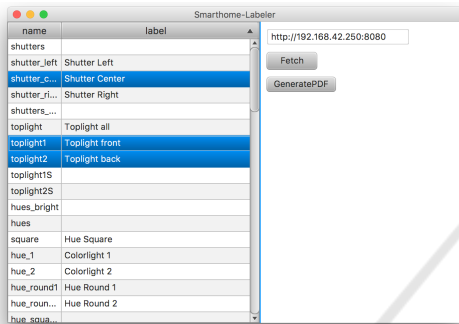 Smarthome-Labeler
name label
shutters
shutter_left Shutter Left
shutter_c... Shutter Center
shutter_ri... Shutter Right
shutters_...
toplight Toplight all
toplight1 Toplight front
toplight2 Toplight back
toplight1S
toplight2S
hues_bright
hues
square Hue Square
hue_1 Colorlight 1
hue_2 Colorlight 2
hue_round1 Hue Round 1
hue_roun... Hue Round 2
hue_squa...
http://192.168.42.250:8080
Fetch
GeneratePDF